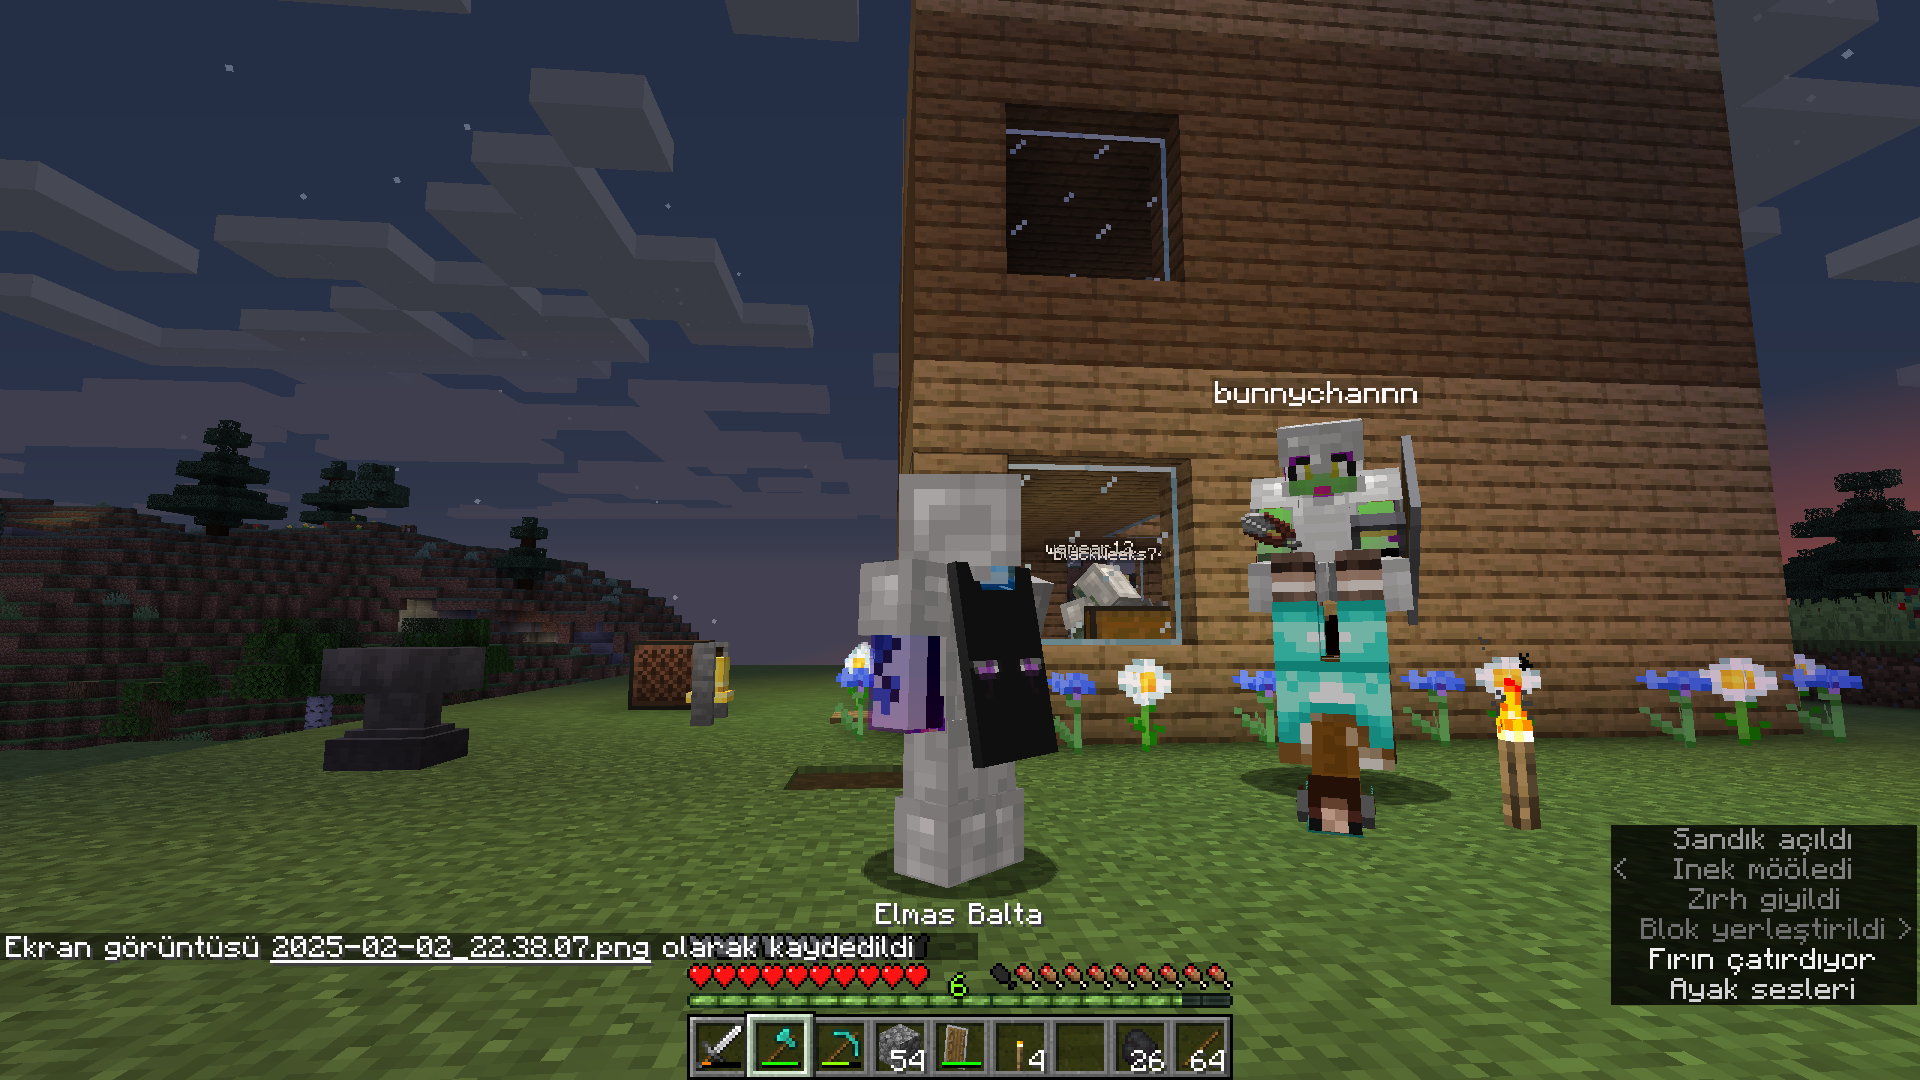 bunnychannn
Elmas Balta
Ekran görüntüsü 2025-02-02_22.38.07.png olarak kaydedildi
6
54
4
26
64
Sandık açıldı
< İnek mööledi
Zırh giyildi
Blok yerleştirildi >
Fırın çatırdıyor
Ayak sesleri